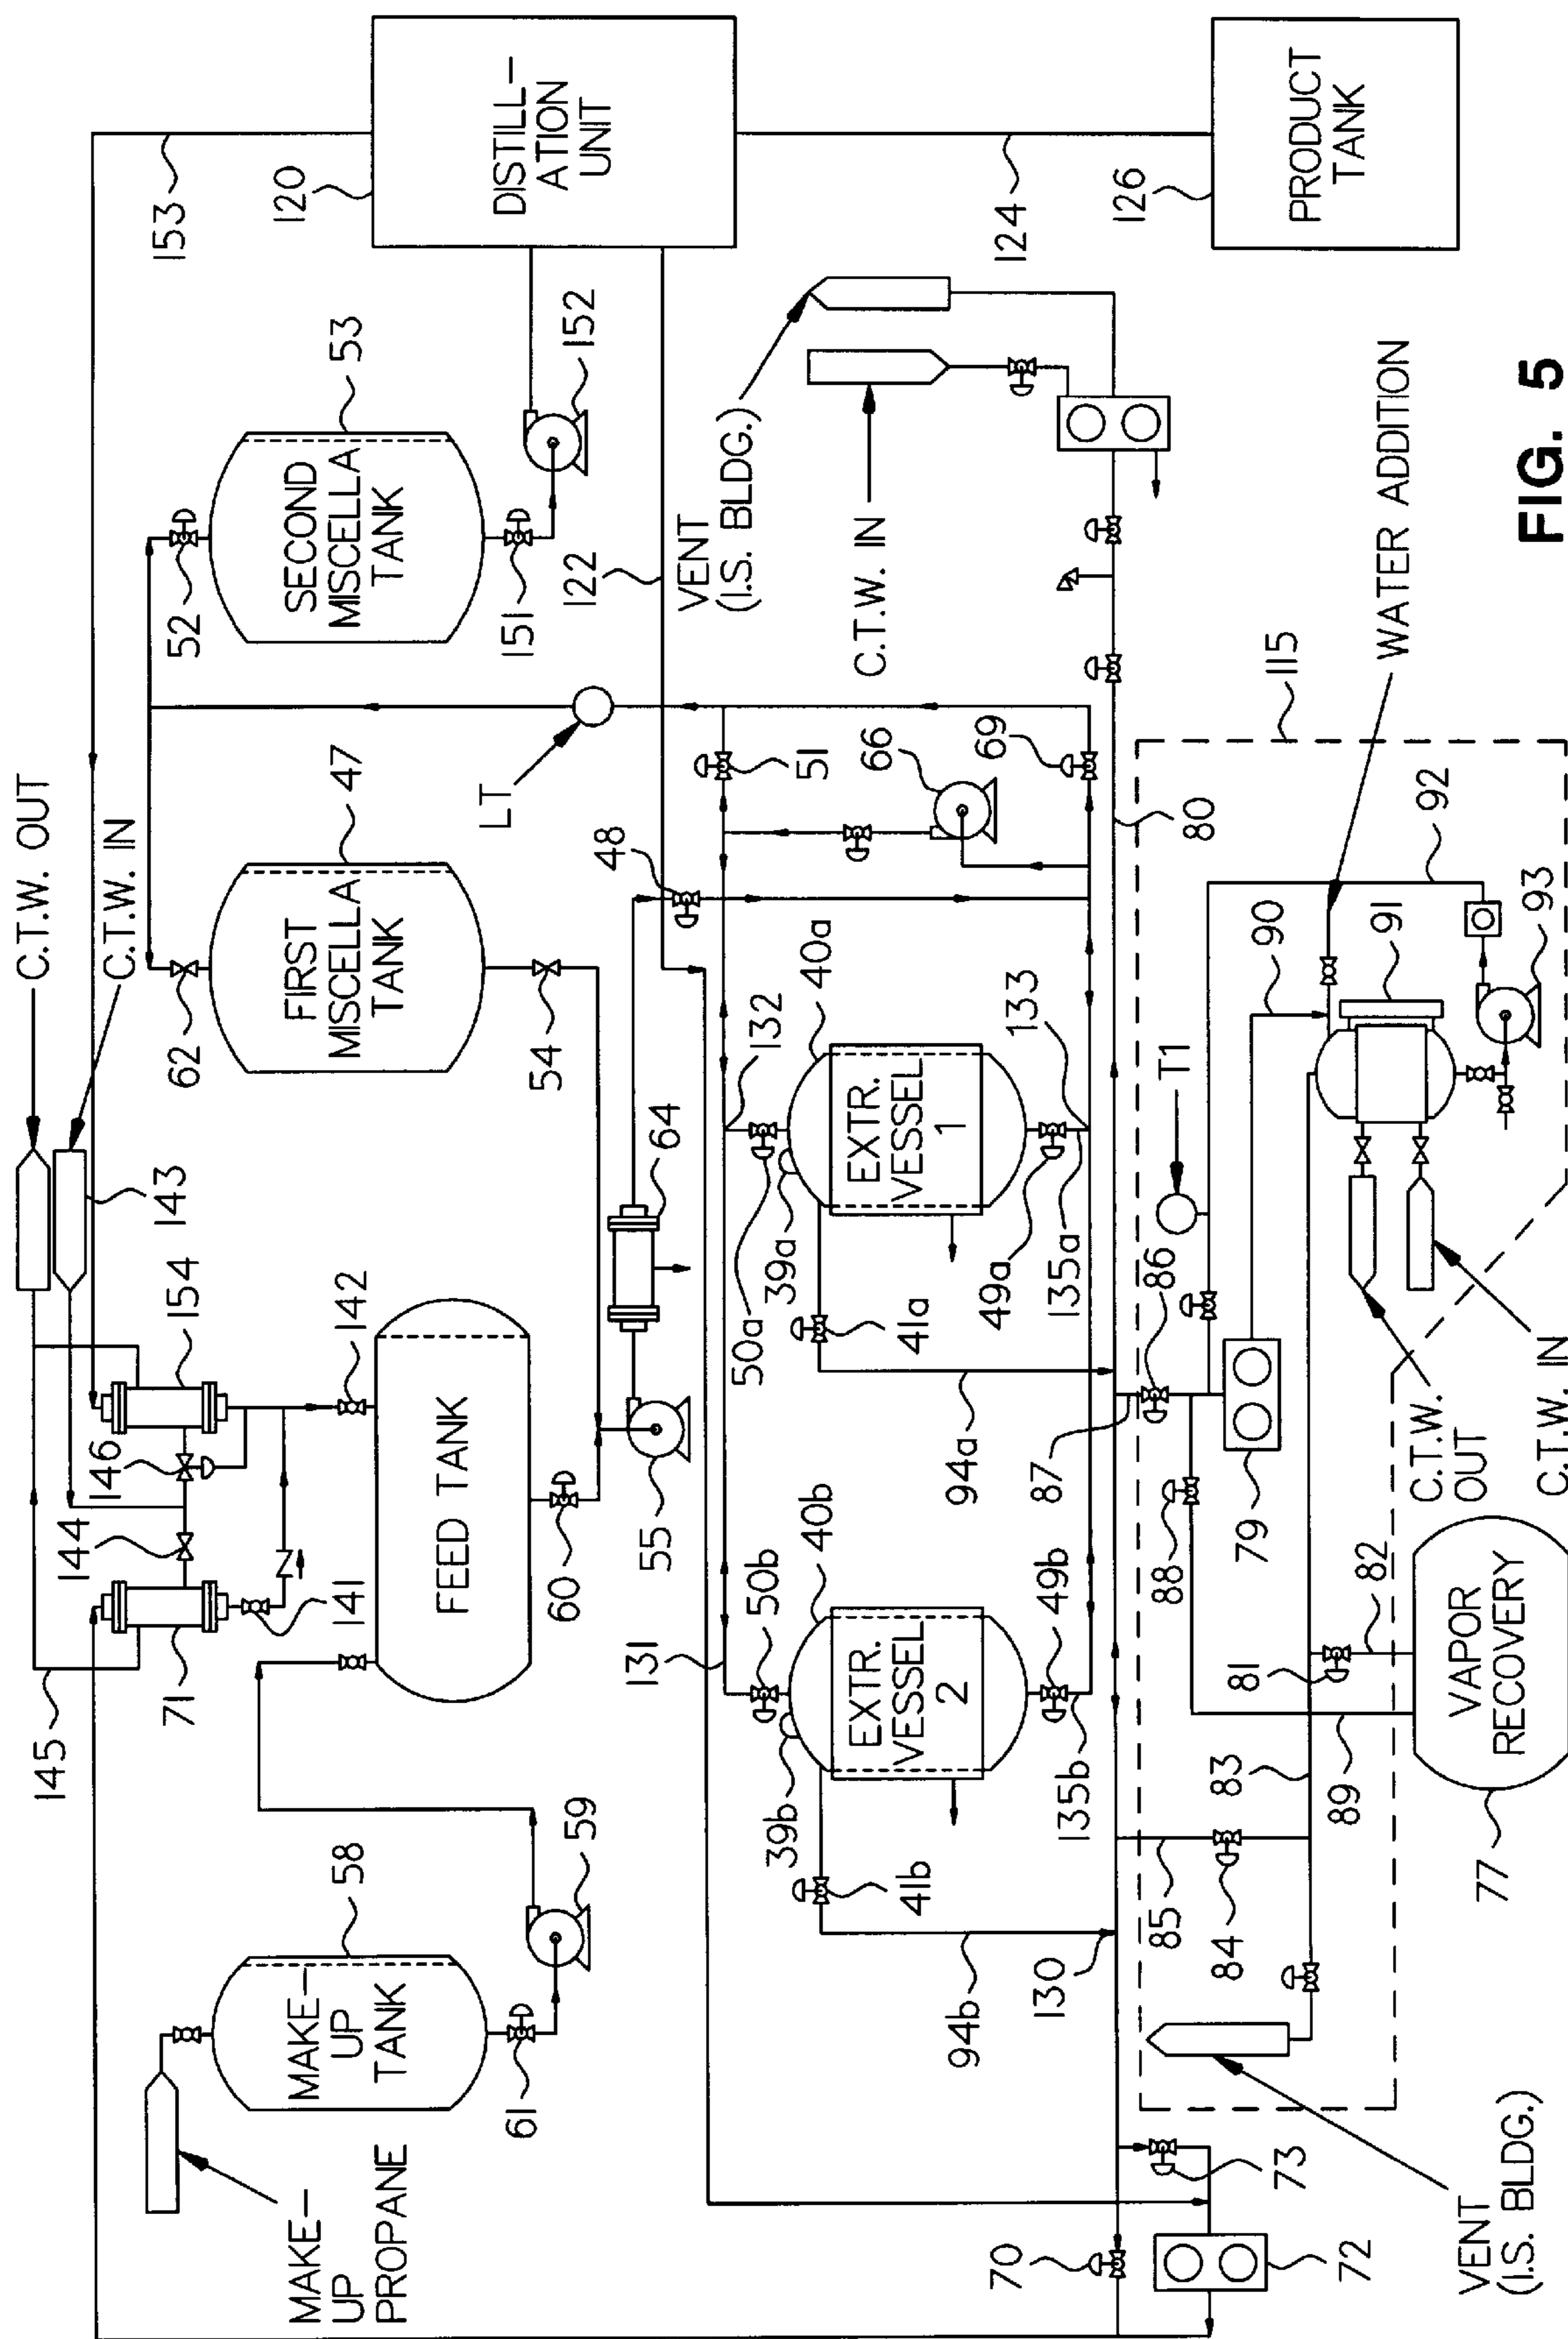 C.T.W. OUT
C.T.W. IN
143
145
71
144
146
154
141
142
153
MAKE-
UP
PROPANE
MAKE-
UP
TANK
58
61
59
FEED TANK
60
55
64
62
FIRST
MISCELLA
TANK
47
54
52
SECOND
MISCELLA
TANK
53
151
152
120
DISTILL-
ATION
UNIT
LT
48
122
131
50b
39b
40b
EXTR.
VESSEL
2
41b
94b
49b
135b
132
50a
39a
40a
EXTR.
VESSEL
1
41a
94a
49a
135a
133
51
66
69
VENT
(I.S. BLDG.)
C.T.W. IN
124
126
PRODUCT
TANK
130
70
72
73
80
87
86
85
84
83
88
89
79
81
82
77
VAPOR
RECOVERY
T1
90
91
92
93
115
WATER ADDITION
C.T.W.
OUT
C.T.W. IN
VENT
(I.S. BLDG.)
FIG. 5